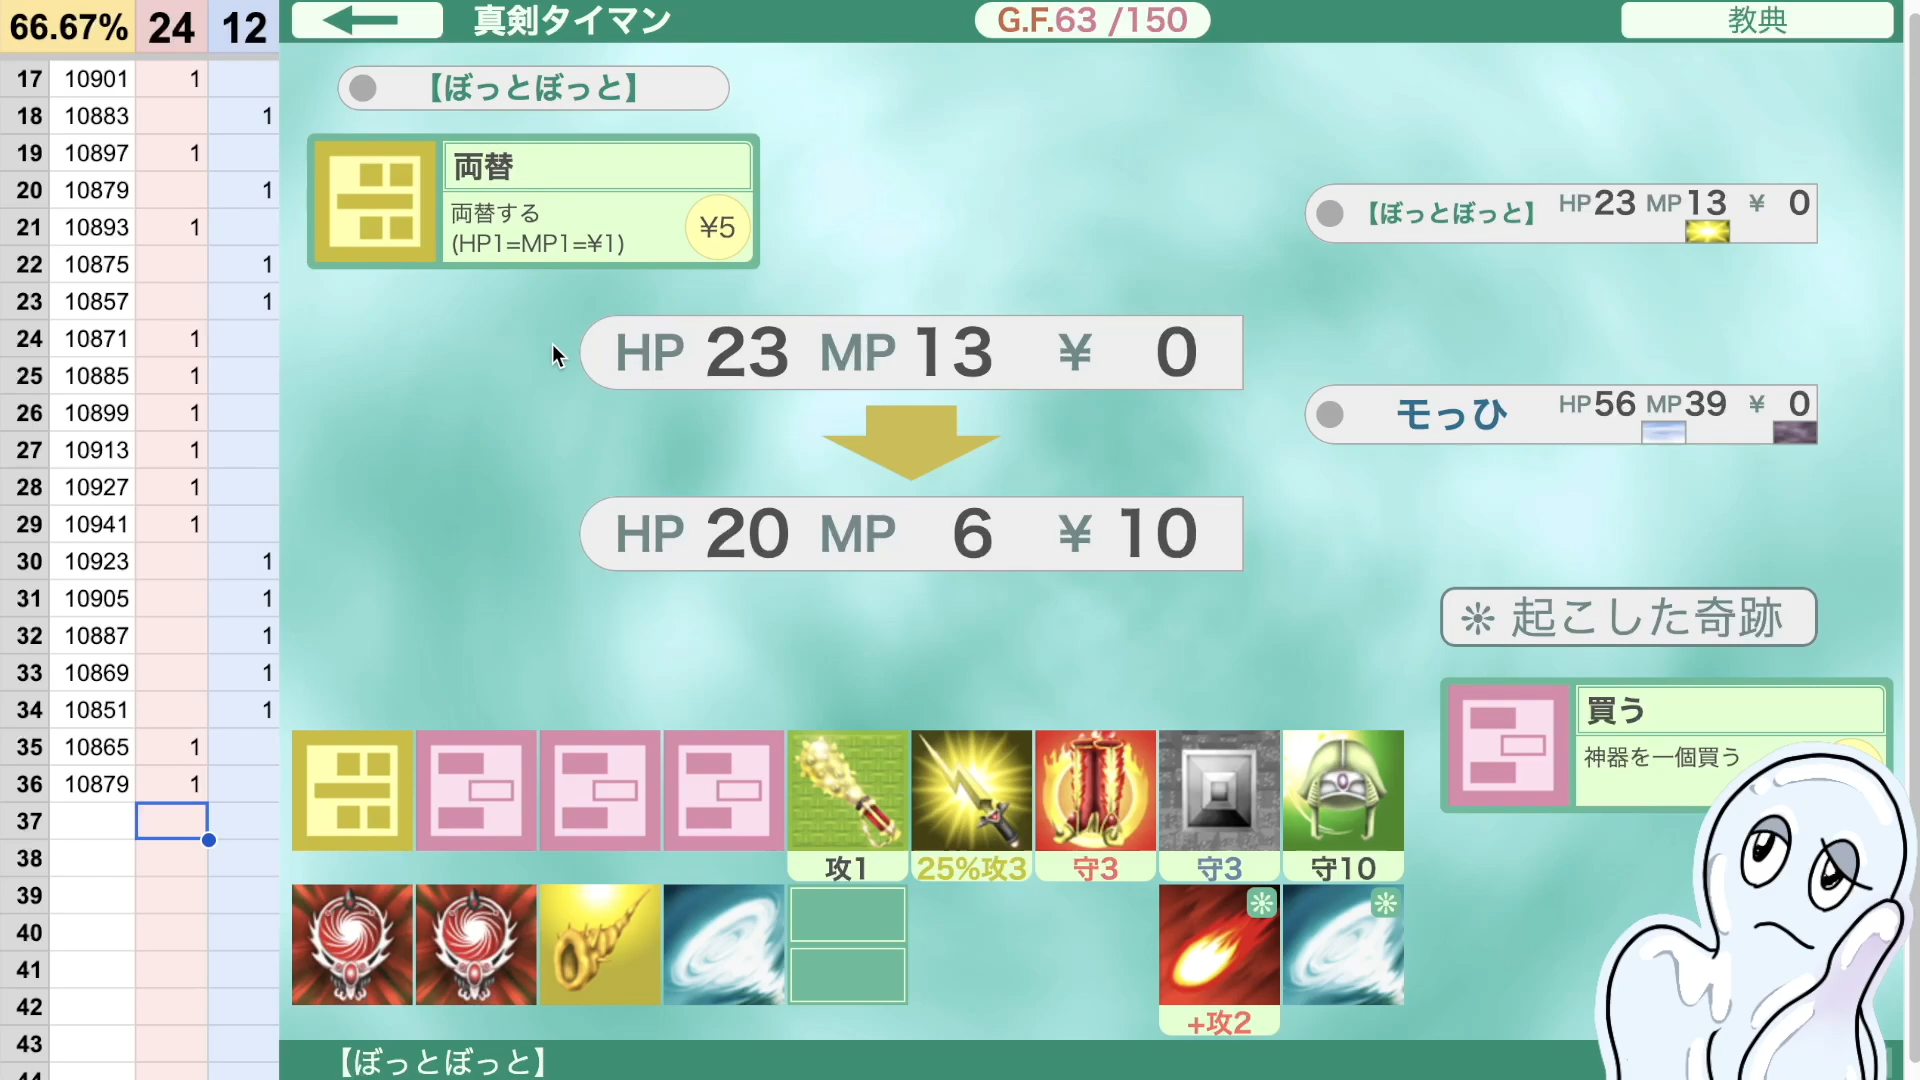 66.67% 24 12
17 10901 1
18 10883 1
19 10897 1
20 10879 1
21 10893 1
22 10875 1
23 10857 1
24 10871 1
25 10885 1
26 10899 1
27 10913 1
28 10927 1
29 10941 1
30 10923 1
31 10905 1
32 10887 1
33 10869 1
34 10851 1
35 10865 1
36 10879 1
37
38
39
40
41
42
43
44
真剣タイマン
G.F.63 /150
教典
【ぼっとぼっと】
両替
両替する
(HP1=MP1=¥1)
¥5
HP 23 MP 13 ¥ 0
HP 20 MP 6 ¥ 10
【ぼっとぼっと】 HP23 MP13 ¥ 0
モっひ HP56 MP39 ¥ 0
起こした奇跡
買う
神器を一個買う
攻1
25%攻3
守3
守3
守10
+攻2
【ぼっとぼっと】